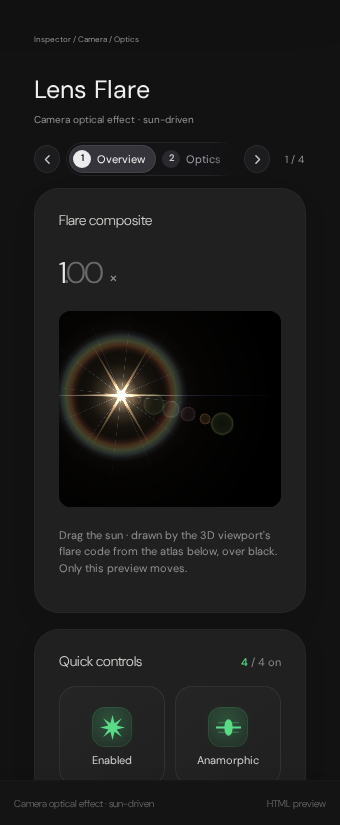 Inspector / Camera / Optics
Lens Flare
Camera optical effect · sun-driven
1 Overview 2 Optics 1 / 4
Flare composite
1.00 ×
Drag the sun · drawn by the 3D viewport's
flare code from the atlas below, over black.
Only this preview moves.
Quick controls 4 / 4 on
Enabled Anamorphic
Camera optical effect · sun-driven HTML preview